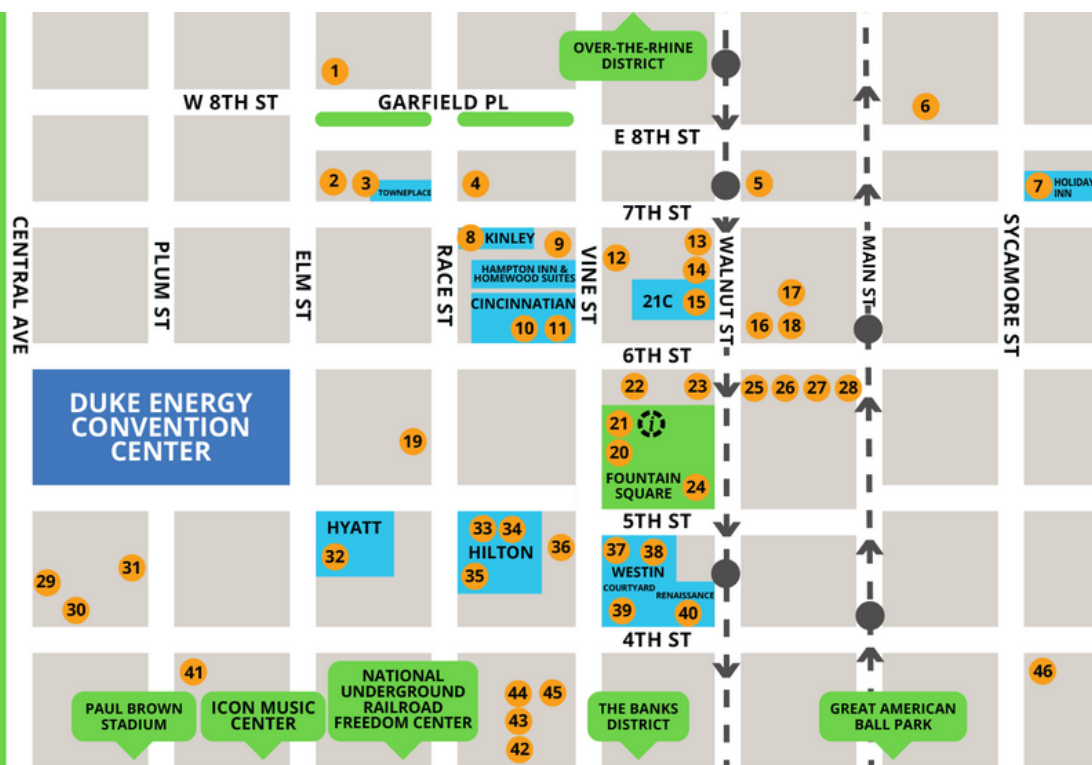 OVER-THE-RHINE
DISTRICT
1
W 8TH ST
GARFIELD PL
6
E 8TH ST
2
3
TOWNEPLACE
4
5
7
HOLIDAY
INN
7TH ST
CENTRAL AVE
PLUM ST
ELM ST
RACE ST
VINE ST
WALNUT ST
MAIN ST
SYCAMORE ST
8
KINLEY
9
HAMPTON INN &
HOMEWOOD SUITES
CINCINNATIAN
10
11
12
13
14
21C
15
17
16
18
6TH ST
DUKE ENERGY
CONVENTION
CENTER
19
22
23
25
26
27
28
21
i
20
FOUNTAIN
SQUARE
24
5TH ST
HYATT
32
33
34
HILTON
35
36
37
38
WESTIN
COURTYARD
RENAISSANCE
39
40
31
29
30
4TH ST
41
44
45
43
42
46
PAUL BROWN
STADIUM
ICON MUSIC
CENTER
NATIONAL
UNDERGROUND
RAILROAD
FREEDOM CENTER
THE BANKS
DISTRICT
GREAT AMERICAN
BALL PARK